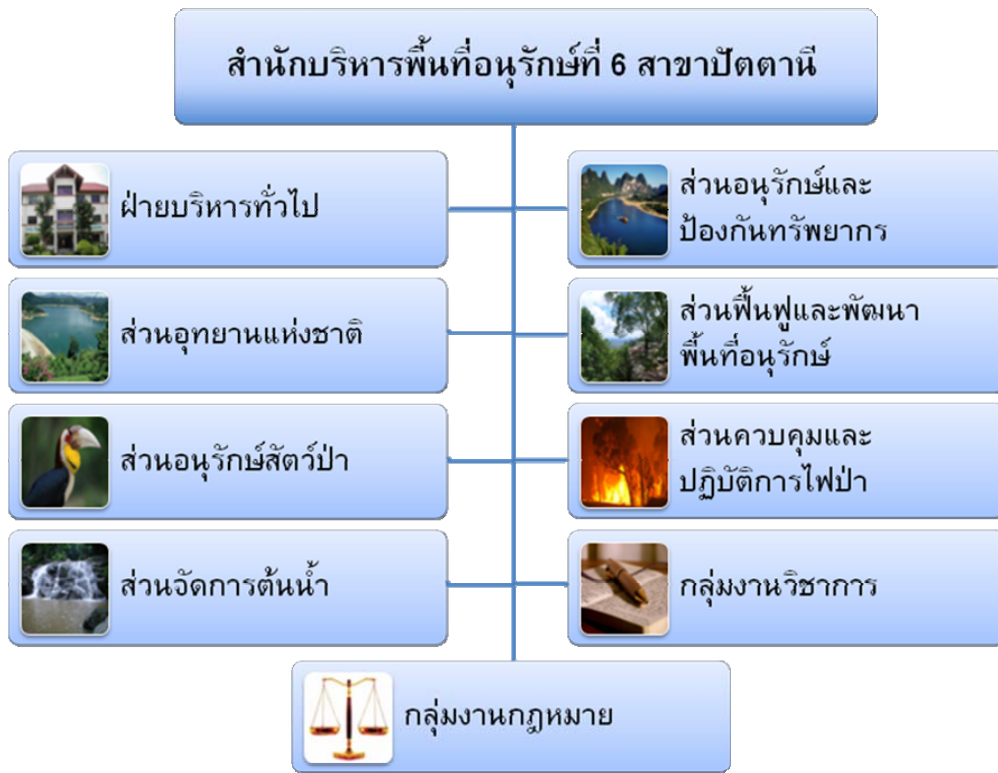 สำนักบริหารพื้นที่อนุรักษ์ที่ 6 สาขาปัตตานี
ฝ่ายบริหารทั่วไป
ส่วนอนุรักษ์และ
ป้องกันทรัพยากร
ส่วนอุทยานแห่งชาติ
ส่วนฟื้นฟูและพัฒนา
พื้นที่อนุรักษ์
ส่วนอนุรักษ์สัตว์ป่า
ส่วนควบคุมและ
ปฏิบัติการไฟป่า
ส่วนจัดการต้นน้ำ
กลุ่มงานวิชาการ
กลุ่มงานกฎหมาย